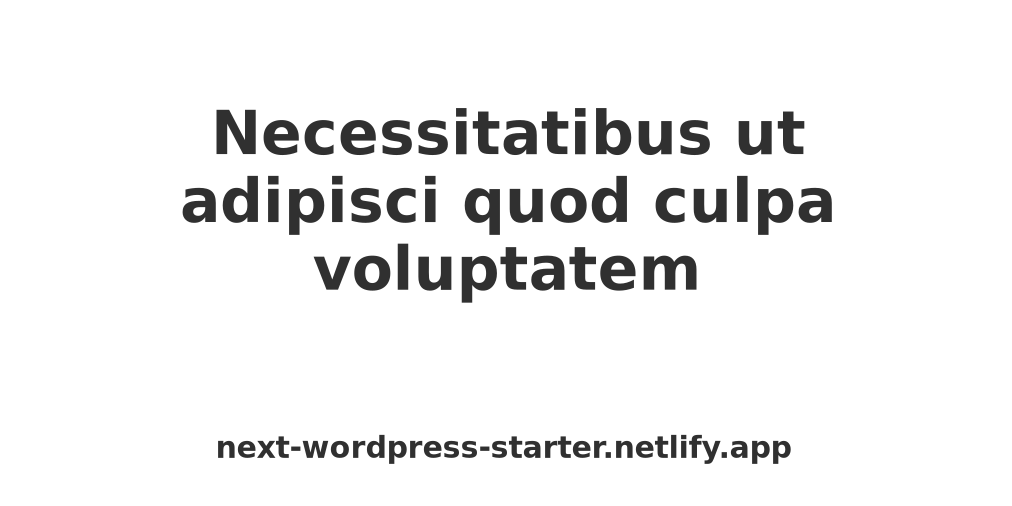 Necessitatibus ut
adipisci quod culpa
voluptatem
next-wordpress-starter.netlify.app